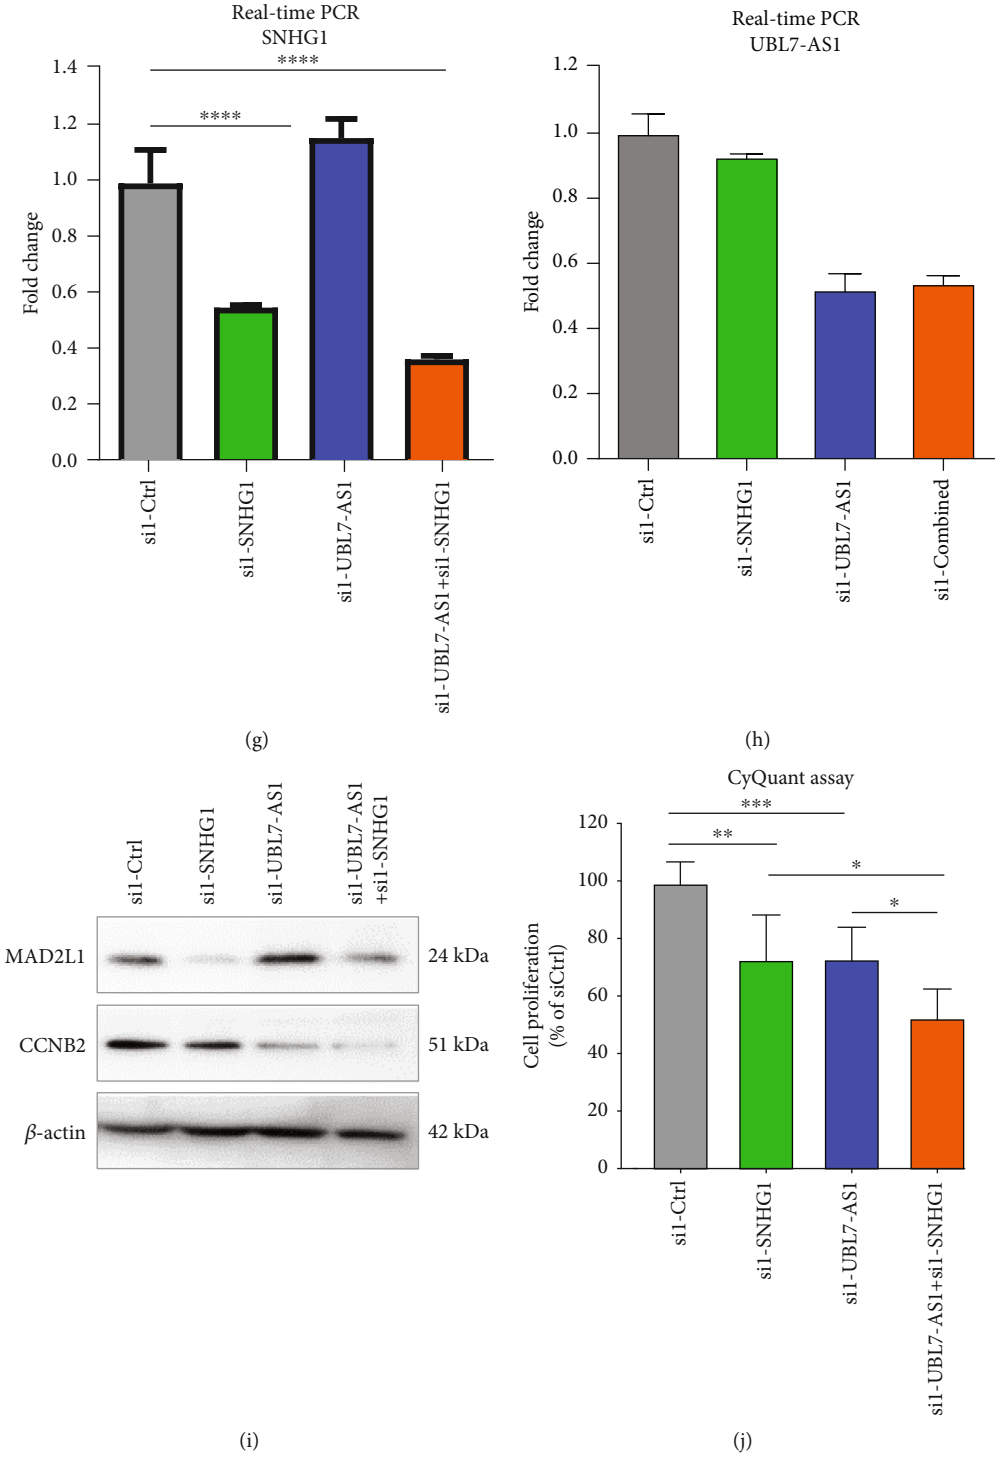 Real-time PCR
SNHG1
****
****
Fold change
1.4
1.2
1.0
0.8
0.6
0.4
0.2
0.0
si1-Ctrl
si1-SNHG1
si1-UBL7-AS1
si1-UBL7-AS1+si1-SNHG1
(g)
Real-time PCR
UBL7-AS1
Fold change
1.2
1.0
0.8
0.6
0.4
0.2
0.0
si1-Ctrl
si1-SNHG1
si1-UBL7-AS1
si1-Combined
(h)
si1-Ctrl
si1-SNHG1
si1-UBL7-AS1
si1-UBL7-AS1
+si1-SNHG1
MAD2L1
24 kDa
CCNB2
51 kDa
β-actin
42 kDa
(i)
CyQuant assay
***
**
*
*
Cell proliferation
(% of siCtrl)
120
100
80
60
40
20
0
si1-Ctrl
si1-SNHG1
si1-UBL7-AS1
si1-UBL7-AS1+si1-SNHG1
(j)